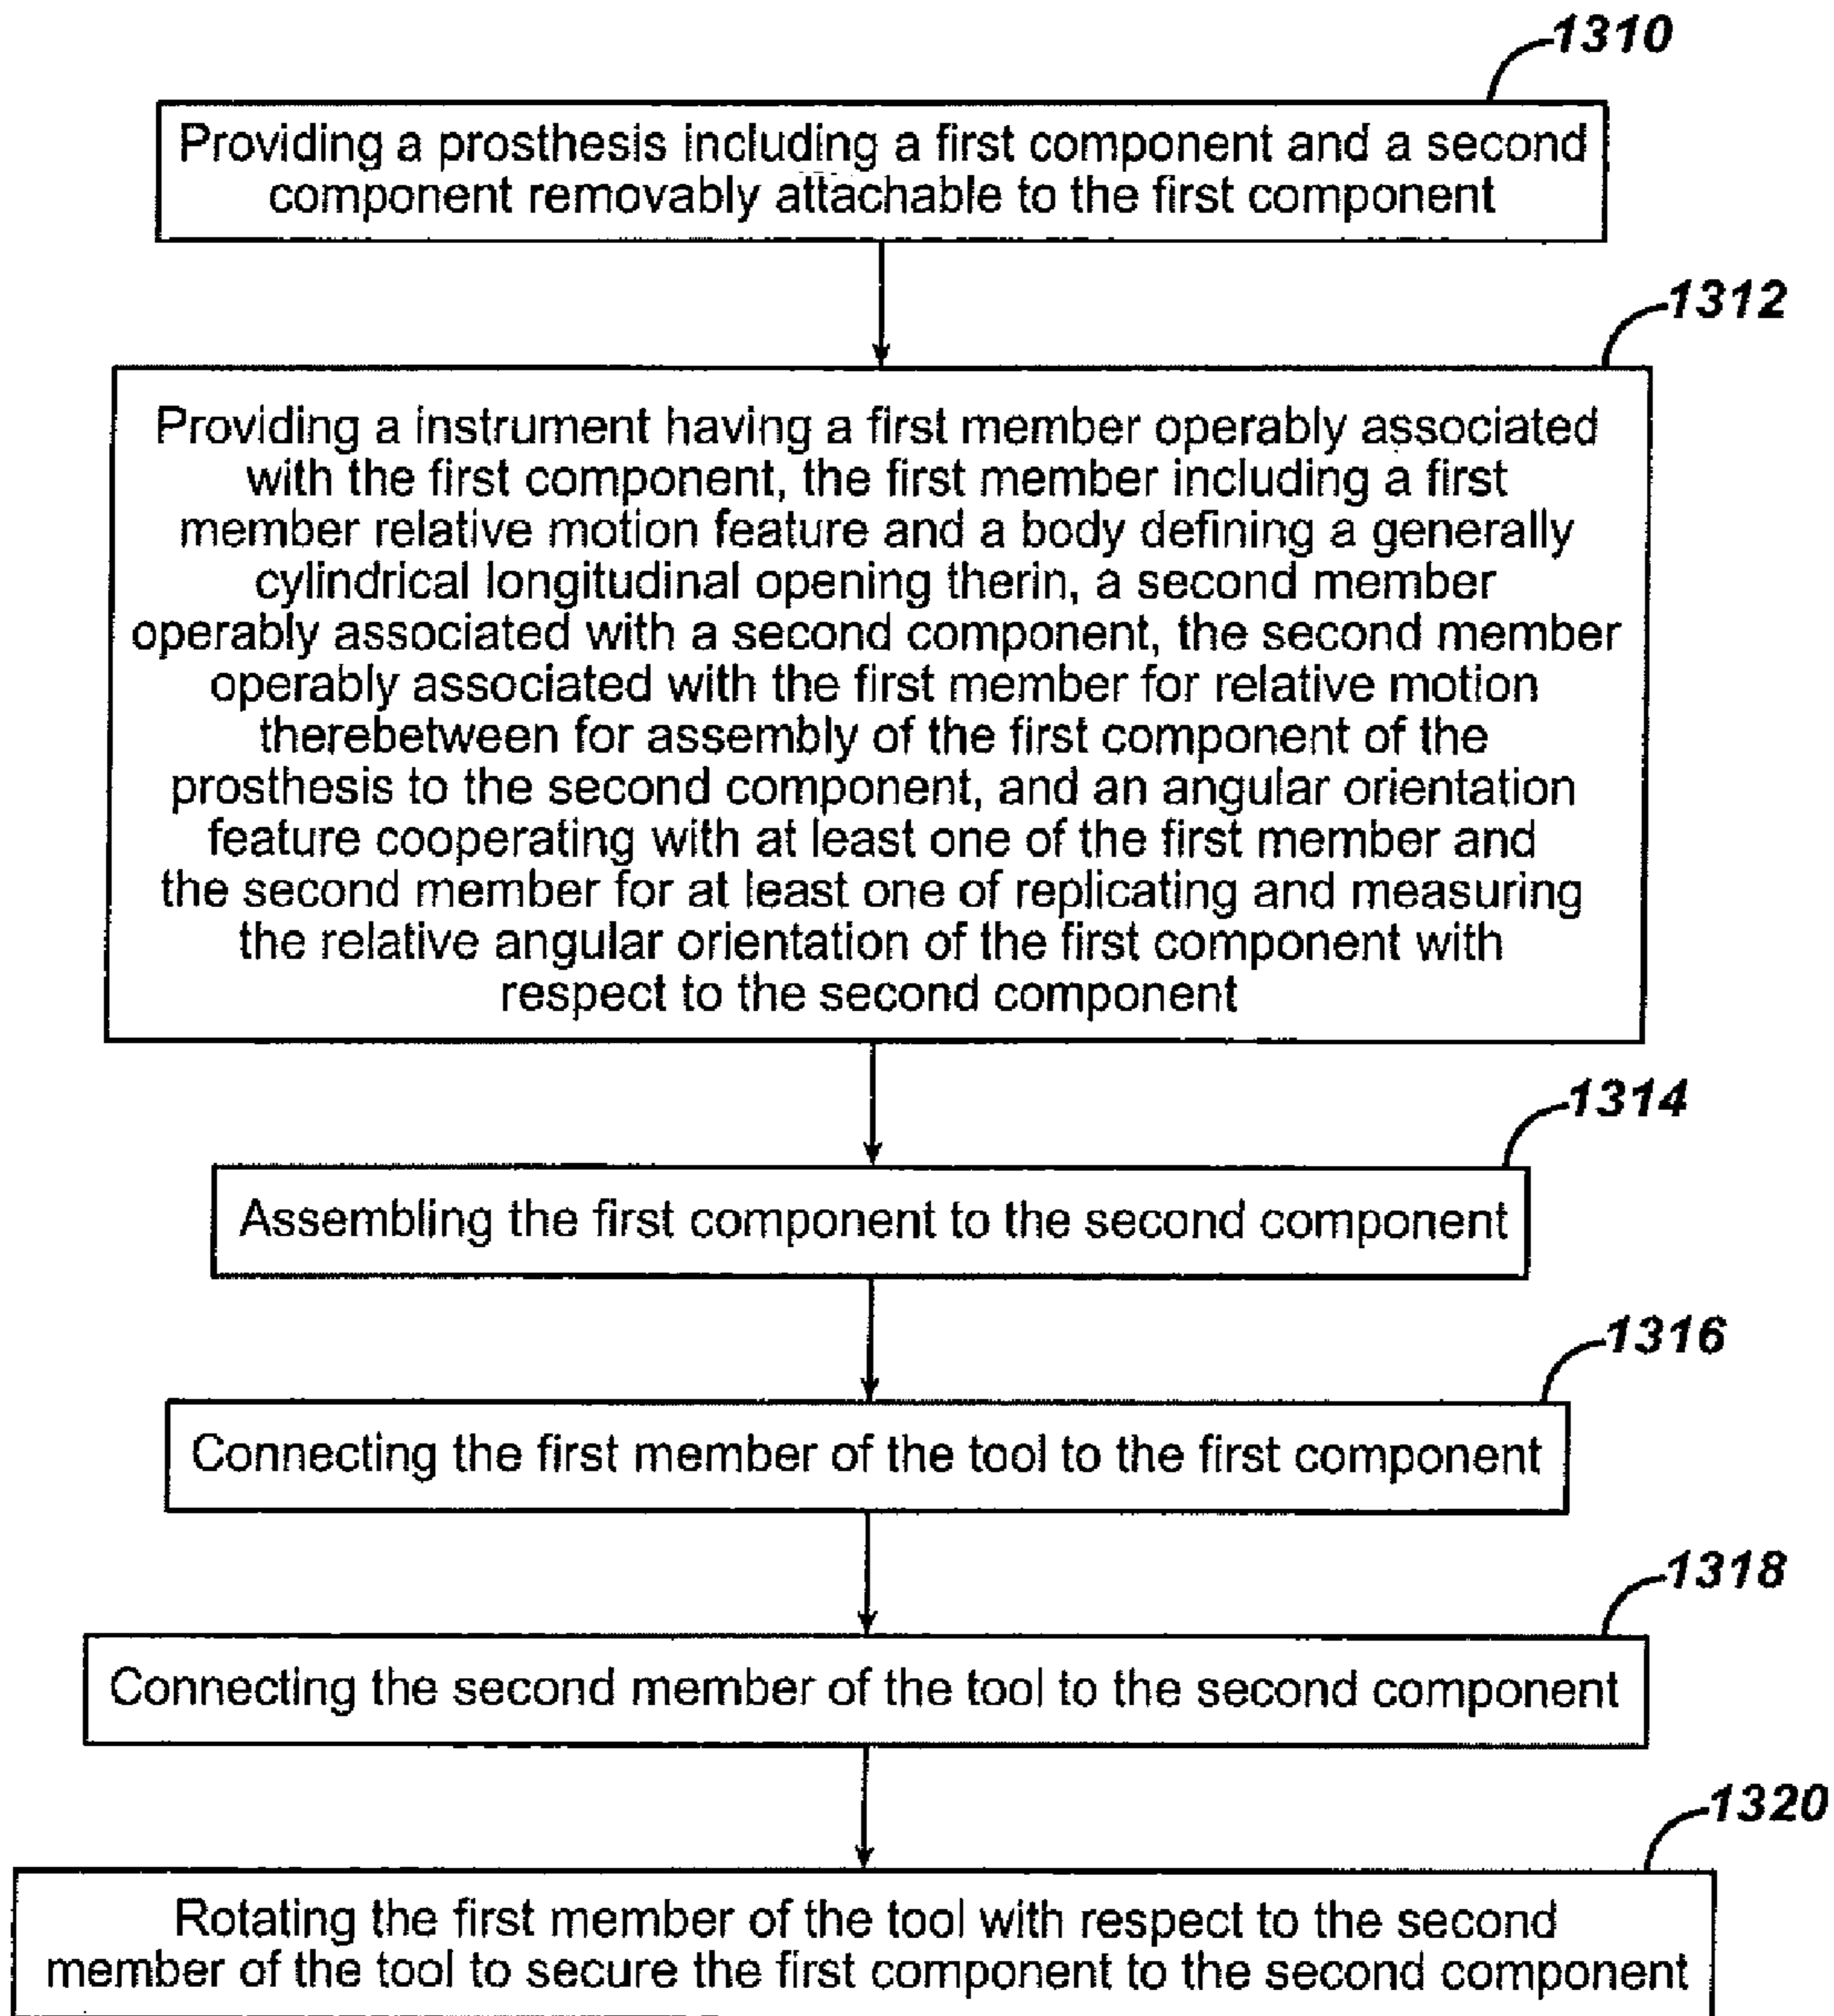 1310
Providing a prosthesis including a first component and a second
component removably attachable to the first component
1312
Providing a instrument having a first member operably associated
with the first component, the first member including a first
member relative motion feature and a body defining a generally
cylindrical longitudinal opening therin, a second member
operably associated with a second component, the second member
operably associated with the first member for relative motion
therebetween for assembly of the first component of the
prosthesis to the second component, and an angular orientation
feature cooperating with at least one of the first member and
the second member for at least one of replicating and measuring
the relative angular orientation of the first component with
respect to the second component
1314
Assembling the first component to the second component
1316
Connecting the first member of the tool to the first component
1318
Connecting the second member of the tool to the second component
1320
Rotating the first member of the tool with respect to the second
member of the tool to secure the first component to the second component